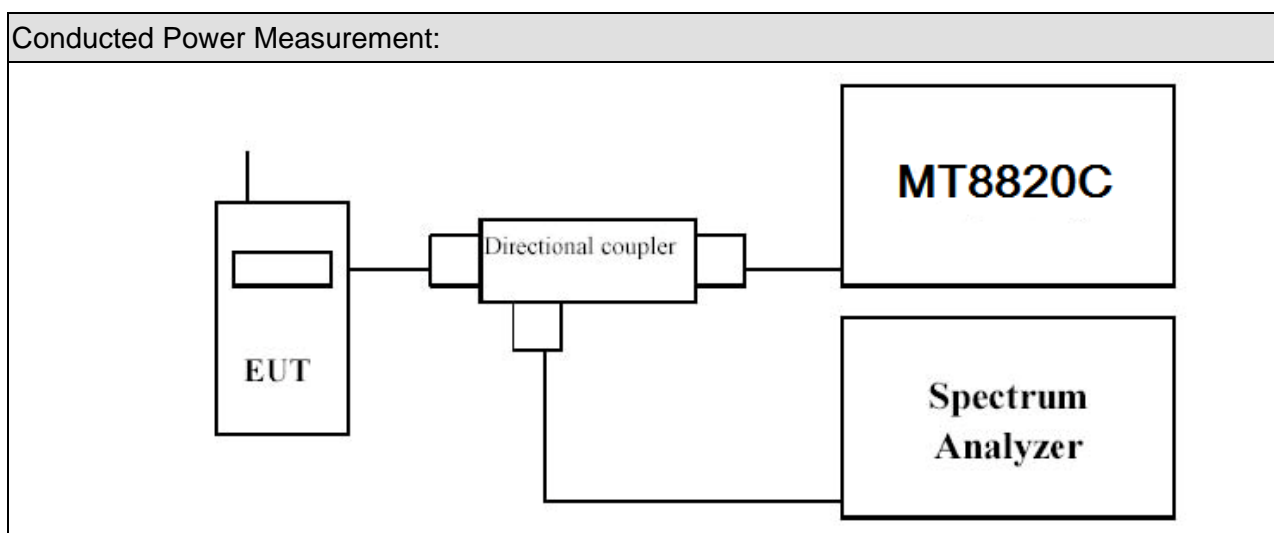 Conducted Power Measurement:
MT8820C
Directional coupler
EUT
Spectrum
Analyzer